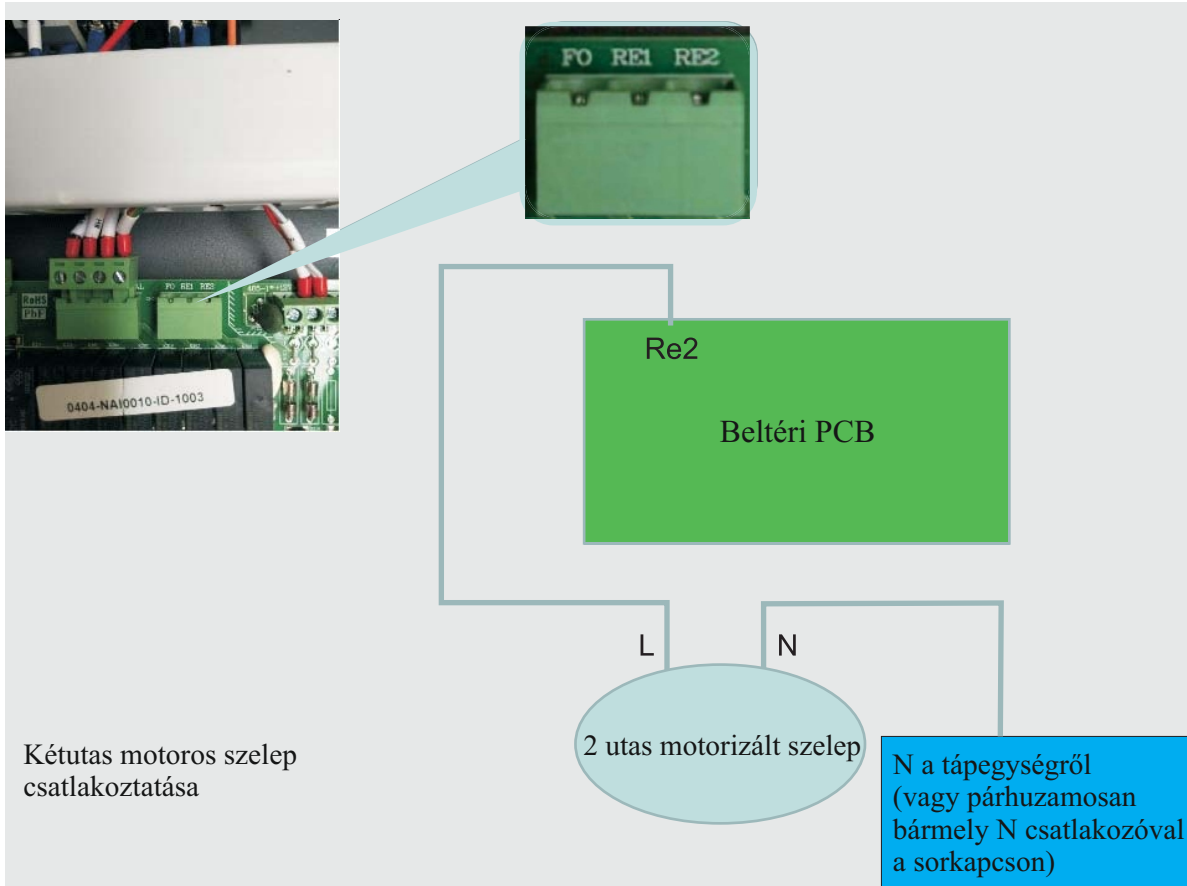 FO RE1 RE2
FO RE1 RE2
RoHS
PbF
0404-NAI0010-ID-1003
Re2
Beltéri PCB
L
N
2 utas motorizált szelep
Kétutas motoros szelep
csatlakoztatása
N a tápegységről
(vagy párhuzamosan
bármely N csatlakozóval
a sorkapcson)